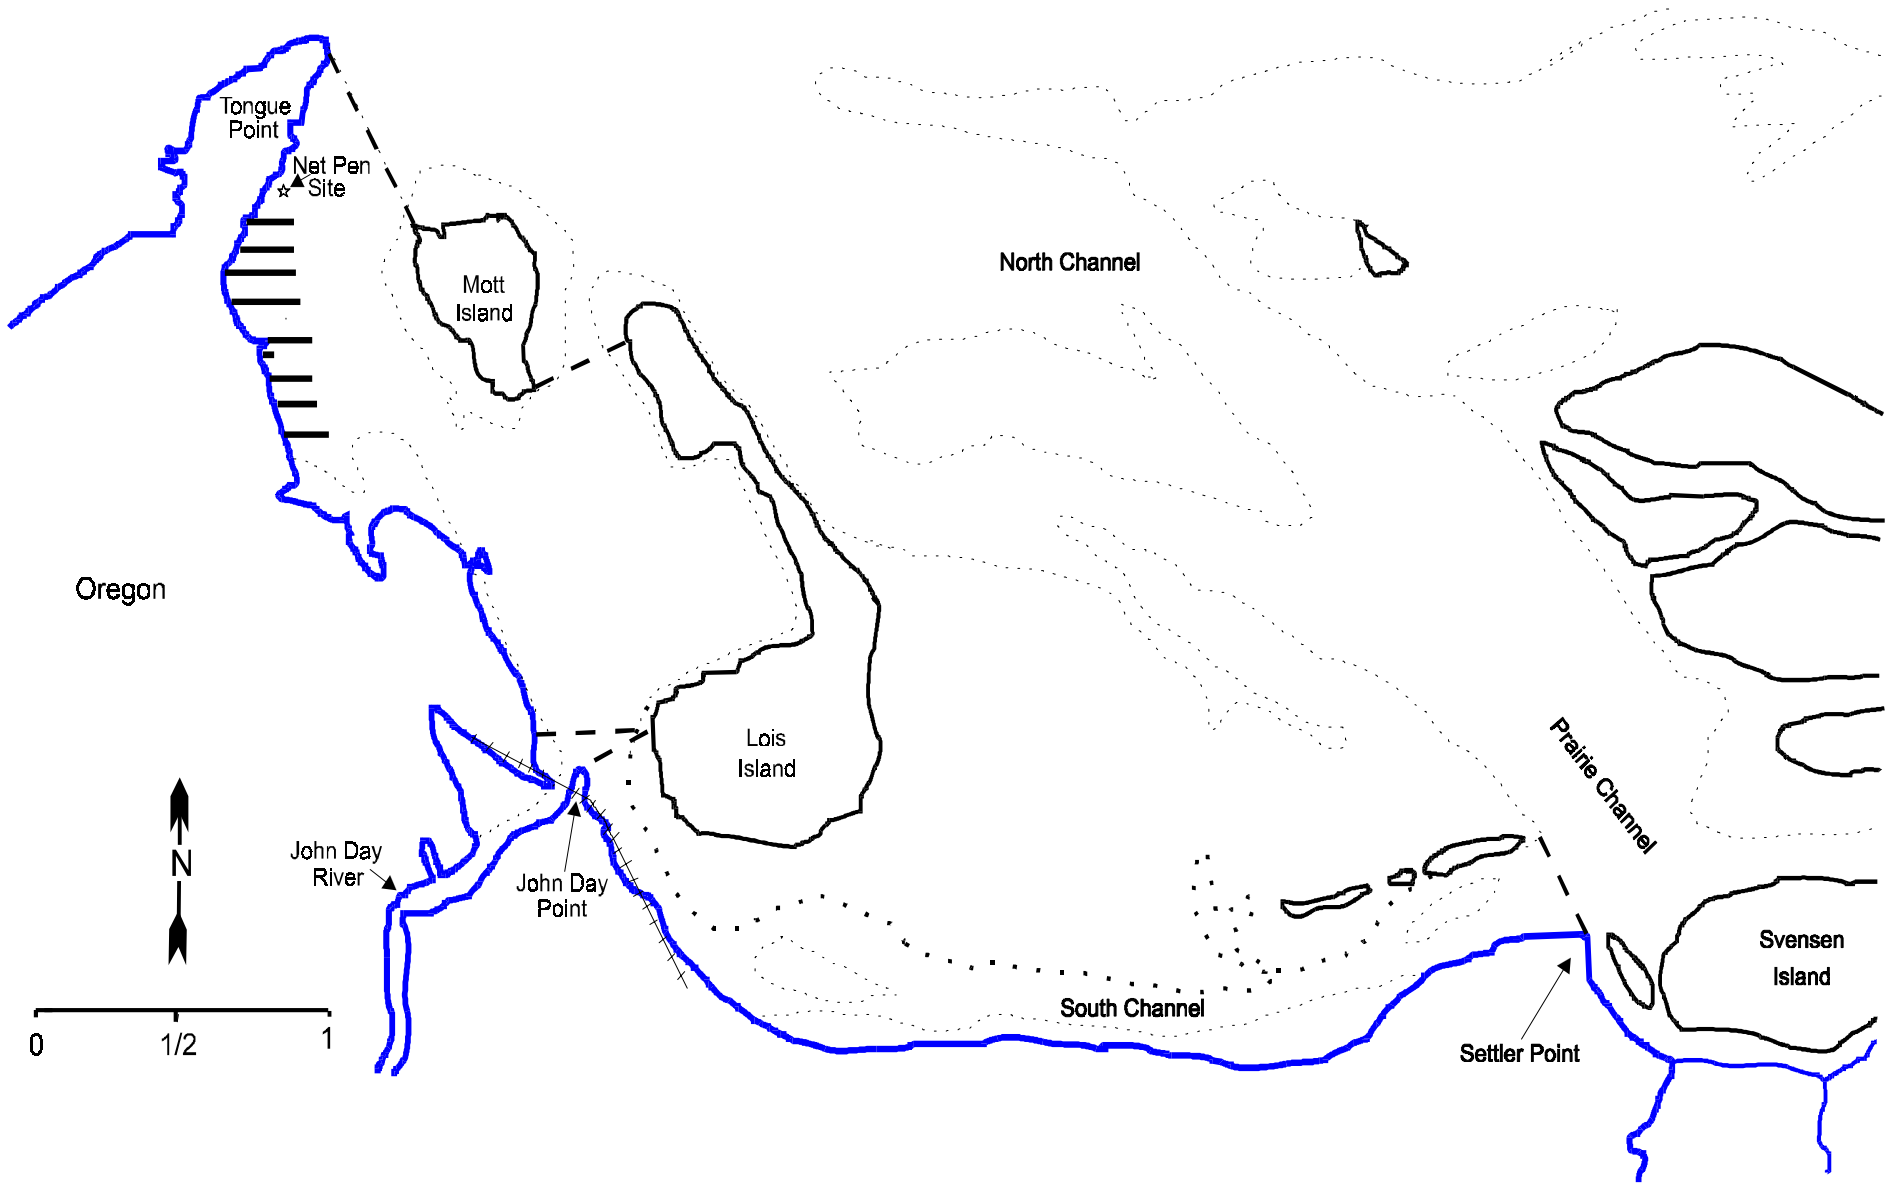 Tongue
Point
Net Pen
Site
Mott
Island
North Channel
Oregon
Lois
Island
Prairie Channel
John Day
River
John Day
Point
N
Svensen
Island
South Channel
Settler Point
0
1/2
1